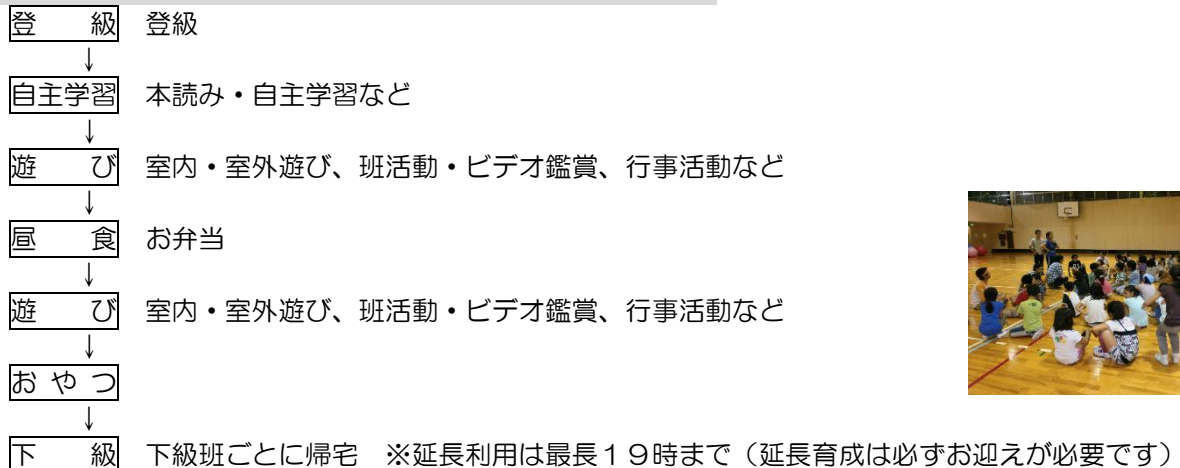 登　　級　登級
↓
自主学習　本読み・自主学習など
↓
遊　　び　室内・室外遊び、班活動・ビデオ鑑賞、行事活動など
↓
昼　　食　お弁当
↓
遊　　び　室内・室外遊び、班活動・ビデオ鑑賞、行事活動など
↓
お や つ
↓
下　　級　下級班ごとに帰宅　※延長利用は最長１９時まで（延長育成は必ずお迎えが必要です）